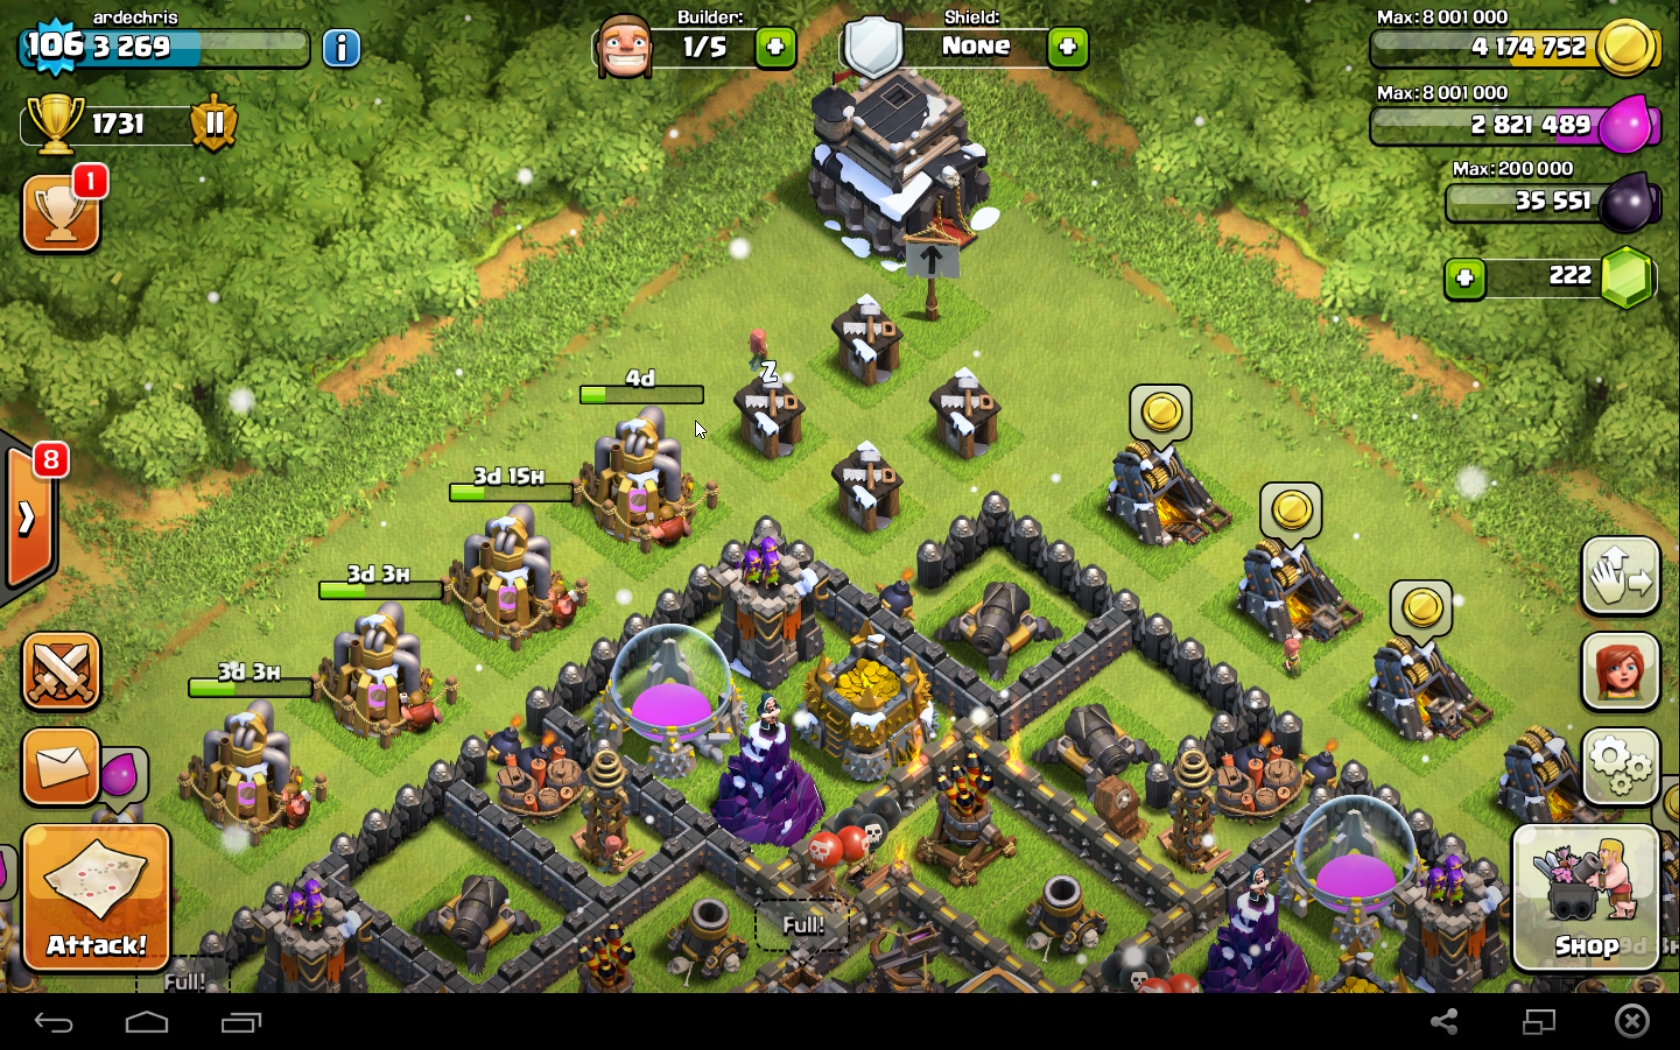 ardechris
106 3 269
i
Builder:
1/5
Shield:
None
Max: 8 001 000
4 174 752
1731
II
Max: 8 001 000
2 821 489
1
Max: 200 000
35 551
222
Z
4d
8
3d 15H
3d 3H
3d 3H
Full!
Attack!
Shop
Full!